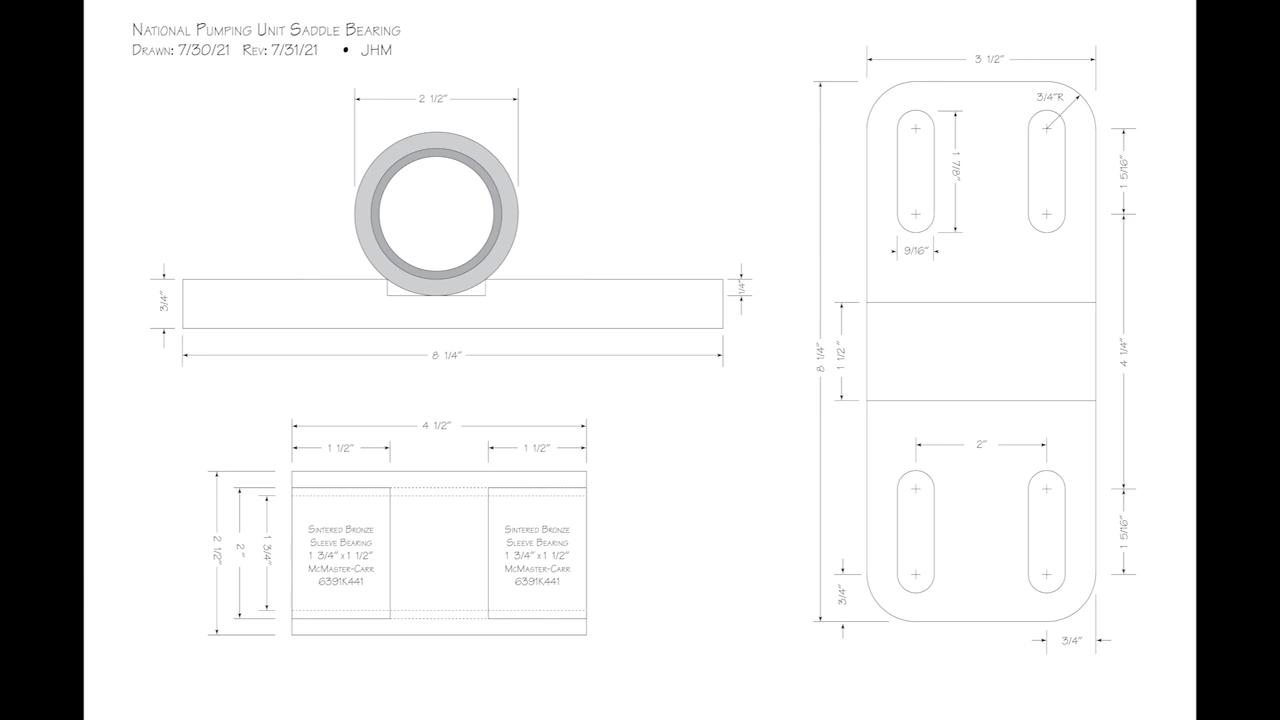 National Pumping Unit Saddle Bearing
Drawn: 7/30/21 Rev: 7/31/21 • JHM
2 1/2"
3/4"
1/4"
8 1/4"
4 1/2"
1 1/2"
1 1/2"
2 1/2"
2"
1 3/4"
Sintered Bronze
Sleeve Bearing
1 3/4" x 1 1/2"
McMaster-Carr
6391K441
Sintered Bronze
Sleeve Bearing
1 3/4" x 1 1/2"
McMaster-Carr
6391K441
3 1/2"
3/4"R
1 7/8"
1 5/16"
9/16"
8 1/4"
1 1/2"
4 1/4"
2"
1 5/16"
3/4"
3/4"